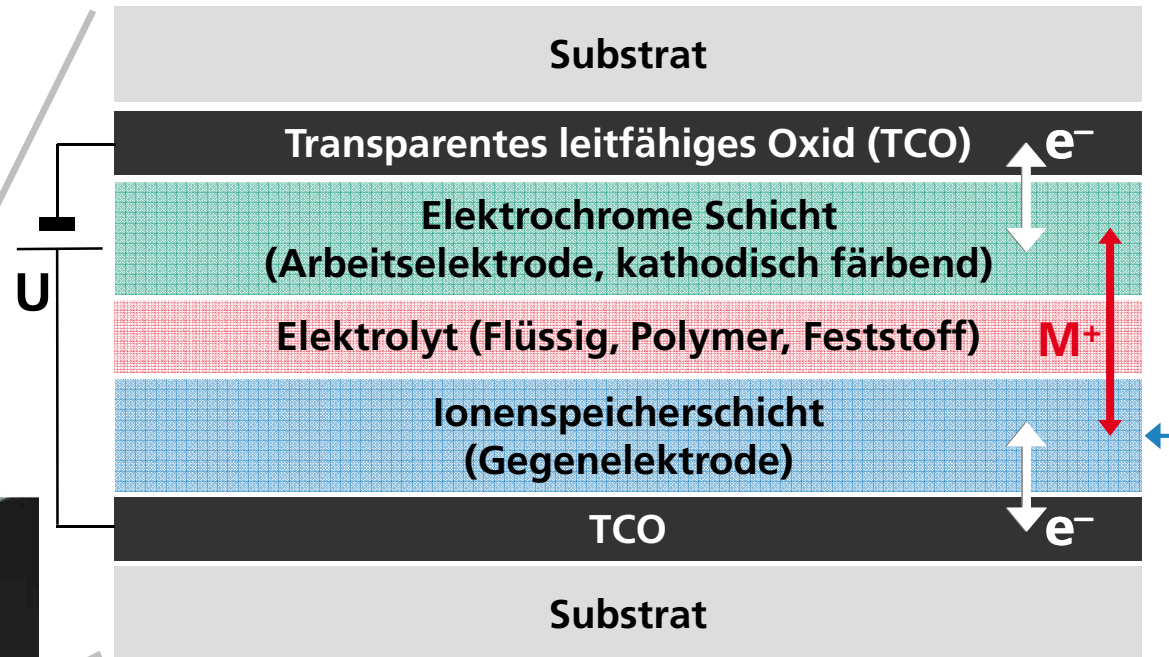 Substrat
Transparentes leitfähiges Oxid (TCO) e⁻
Elektrochrome Schicht
(Arbeitselektrode, kathodisch färbend)
U
Elektrolyt (Flüssig, Polymer, Feststoff) M⁺
Ionenspeicherschicht
(Gegenelektrode)
TCO e⁻
Substrat